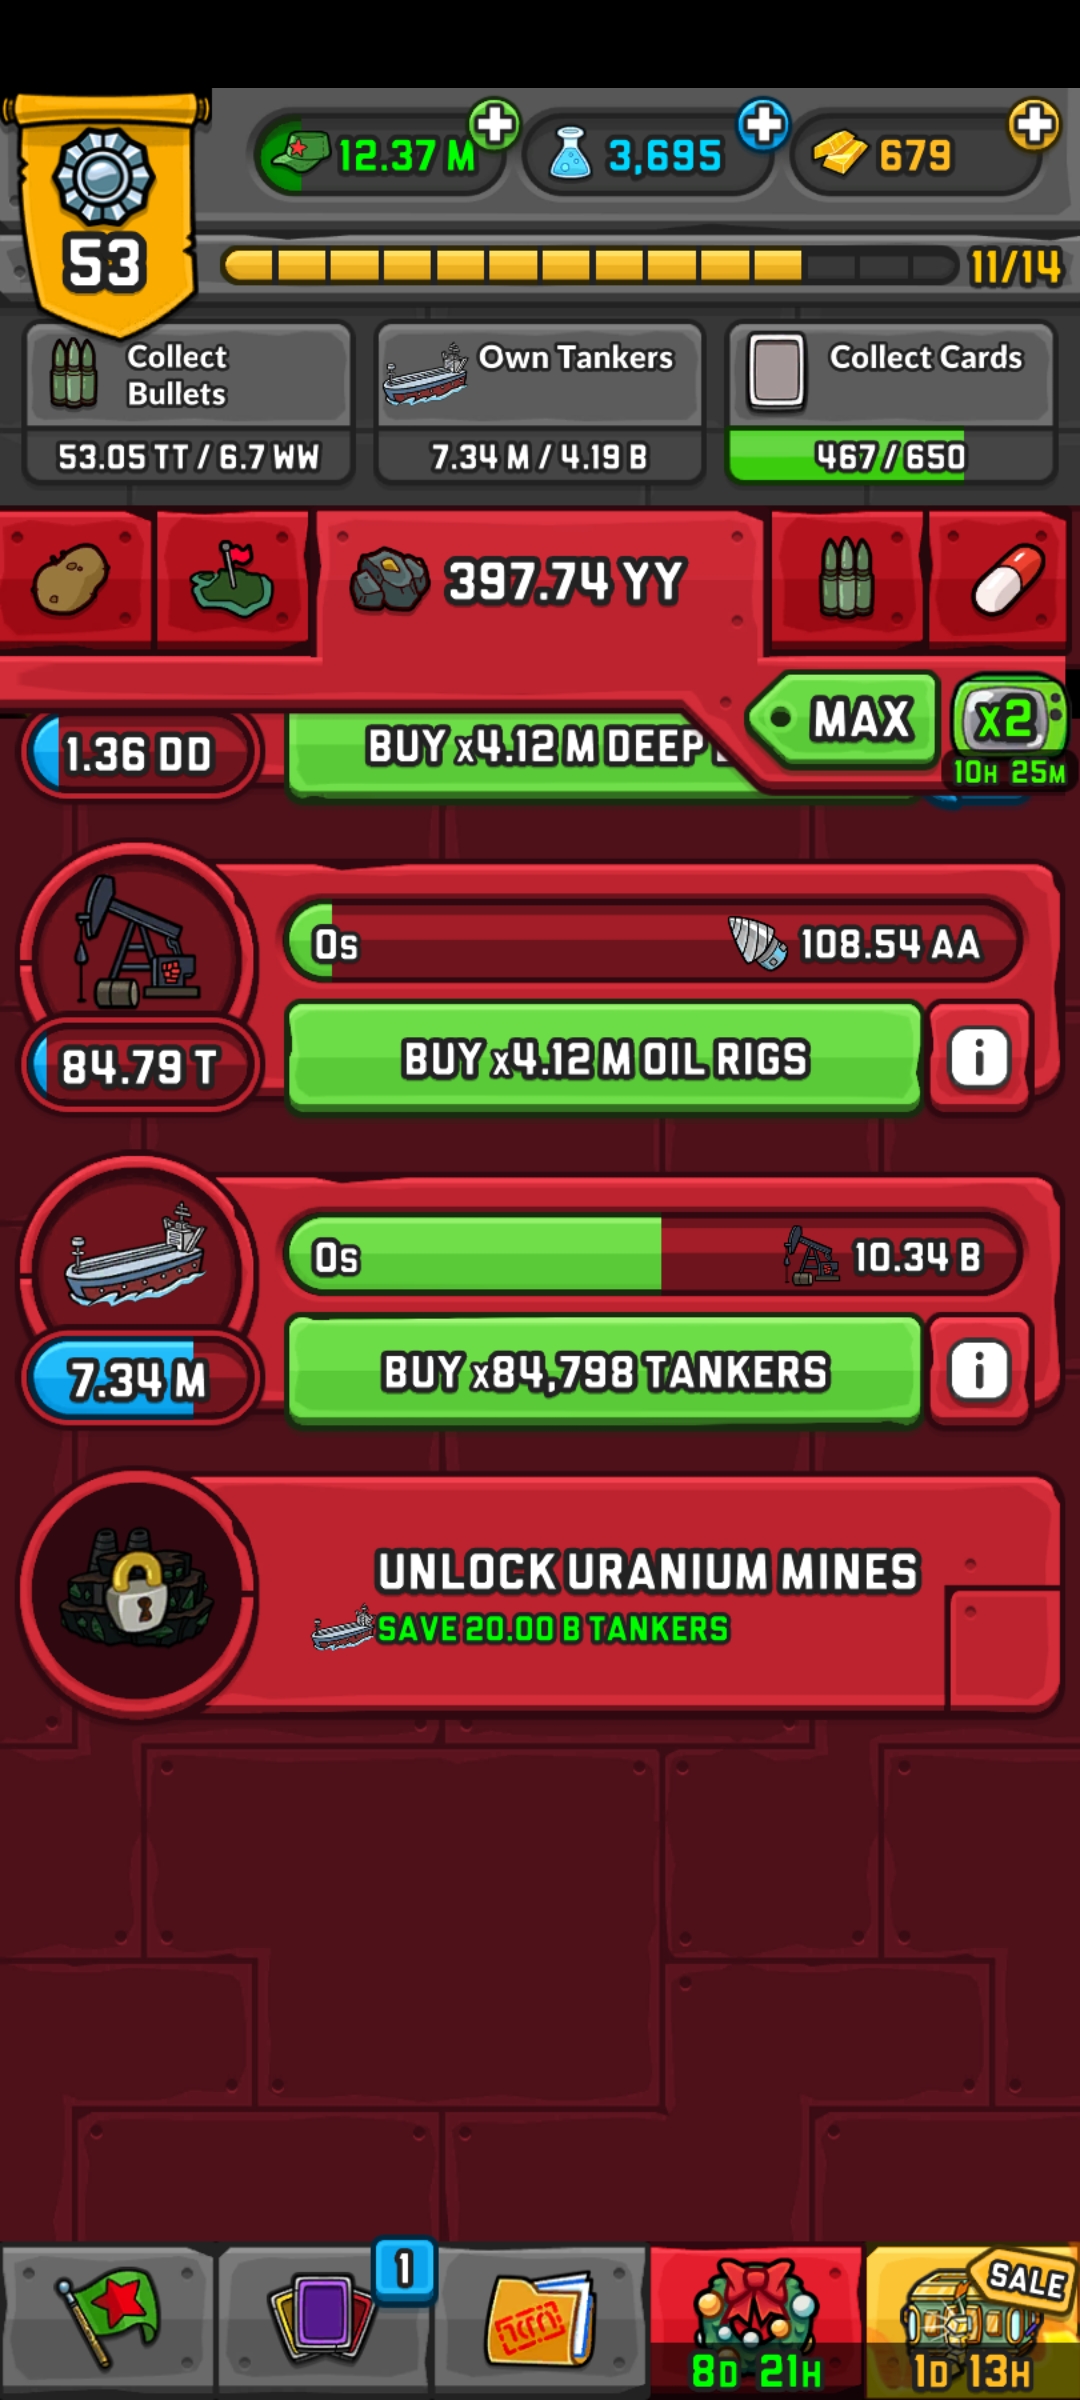 12.37 M
3,695
679
53
11/14
Collect
Bullets
Own Tankers
Collect Cards
53.05 TT / 6.7 WW
7.34 M / 4.19 B
467/650
397.74 YY
MAX
x2
10H 25M
1.36 DD
BUY x4.12 M DEEP
0s
108.54 AA
84.79 T
BUY x4.12 M OIL RIGS
i
0s
10.34 B
7.34 M
BUY x84,798 TANKERS
i
UNLOCK URANIUM MINES
SAVE 20.00 B TANKERS
1
SALE
8D 21H
1D 13H